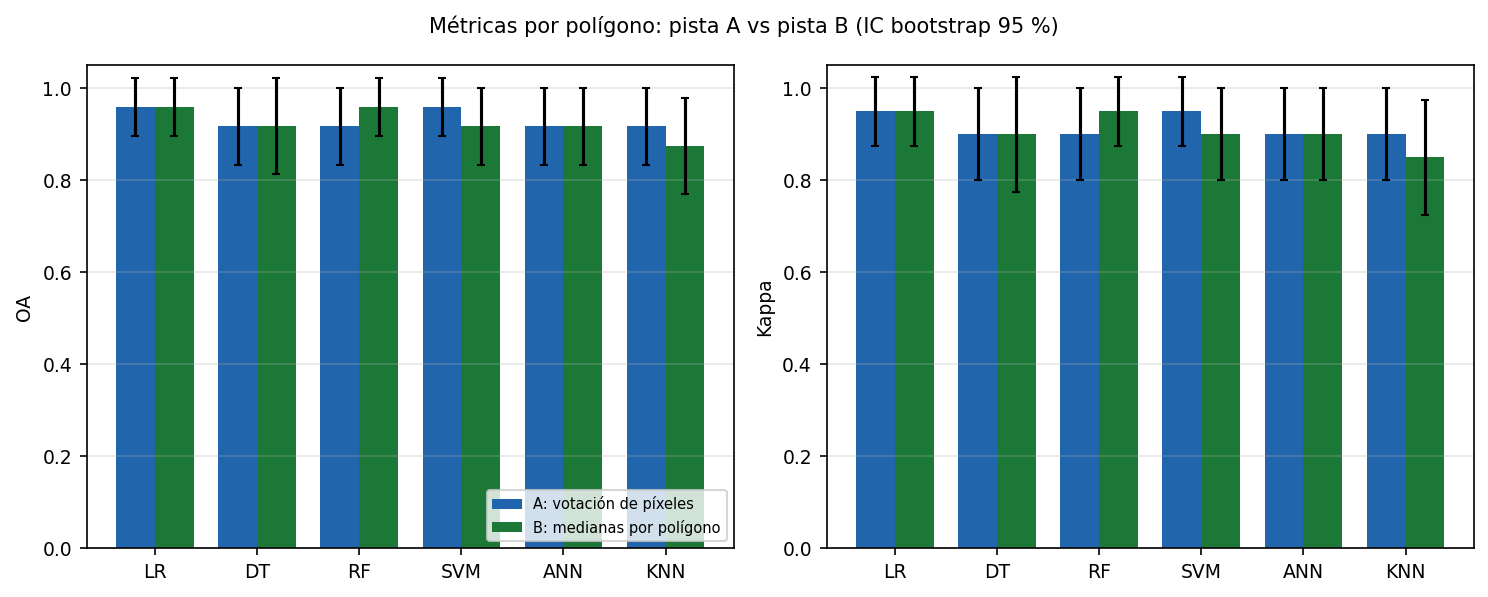 Métricas por polígono: pista A vs pista B (IC bootstrap 95 %)
OA
1.0
0.8
0.6
0.4
0.2
0.0
LR DT RF SVM ANN KNN
A: votación de píxeles
B: medianas por polígono
Kappa
1.0
0.8
0.6
0.4
0.2
0.0
LR DT RF SVM ANN KNN